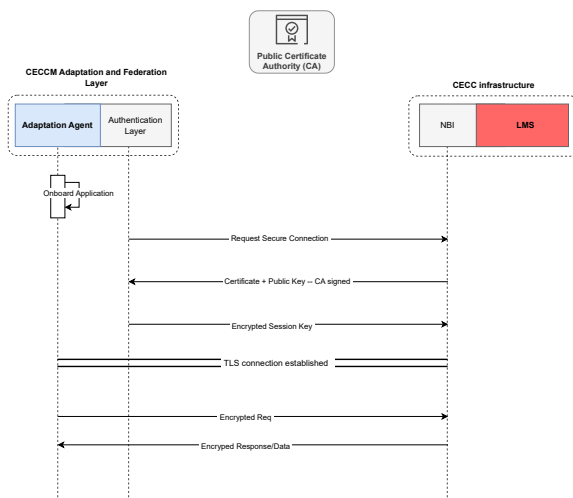 Public Certificate
Authority (CA)
CECCM Adaptation and Federation
Layer
CECC infrastructure
Adaptation Agent
Authentication
Layer
NBI
LMS
Onboard Application
Request Secure Connection
Certificate + Public Key -- CA signed
Encrypted Session Key
TLS connection established
Encrypted Req
Encryped Response/Data